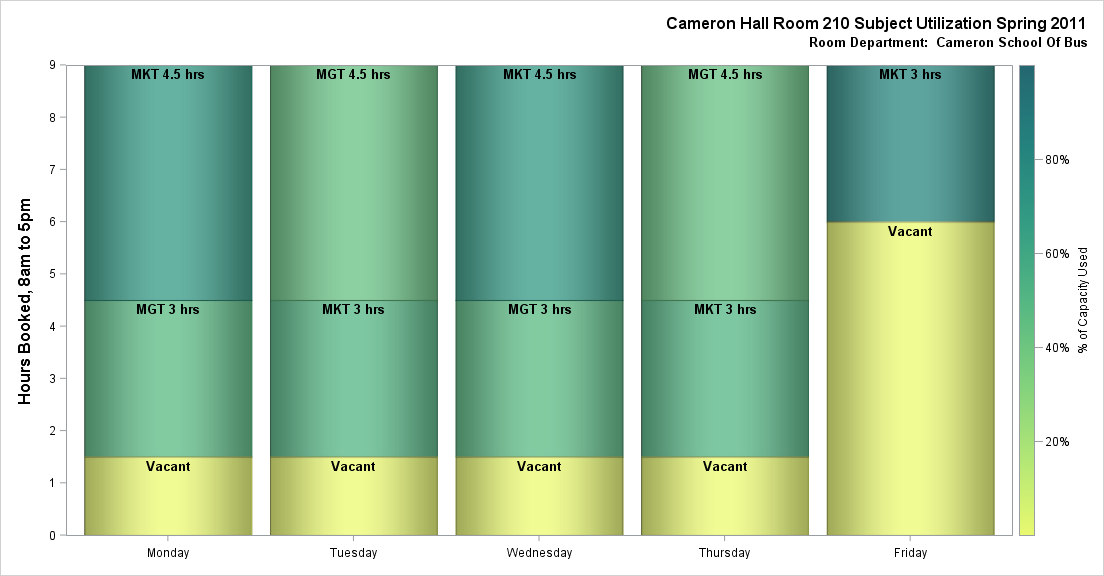 Cameron Hall Room 210 Subject Utilization Spring 2011
Room Department: Cameron School Of Bus
Hours Booked, 8am to 5pm
9
8
7
6
5
4
3
2
1
0
MKT 4.5 hrs
MGT 4.5 hrs
MKT 4.5 hrs
MGT 4.5 hrs
MKT 3 hrs
Vacant
MGT 3 hrs
MKT 3 hrs
MGT 3 hrs
MKT 3 hrs
Vacant
Vacant
Vacant
Vacant
Monday
Tuesday
Wednesday
Thursday
Friday
80%
60%
40%
20%
% of Capacity Used